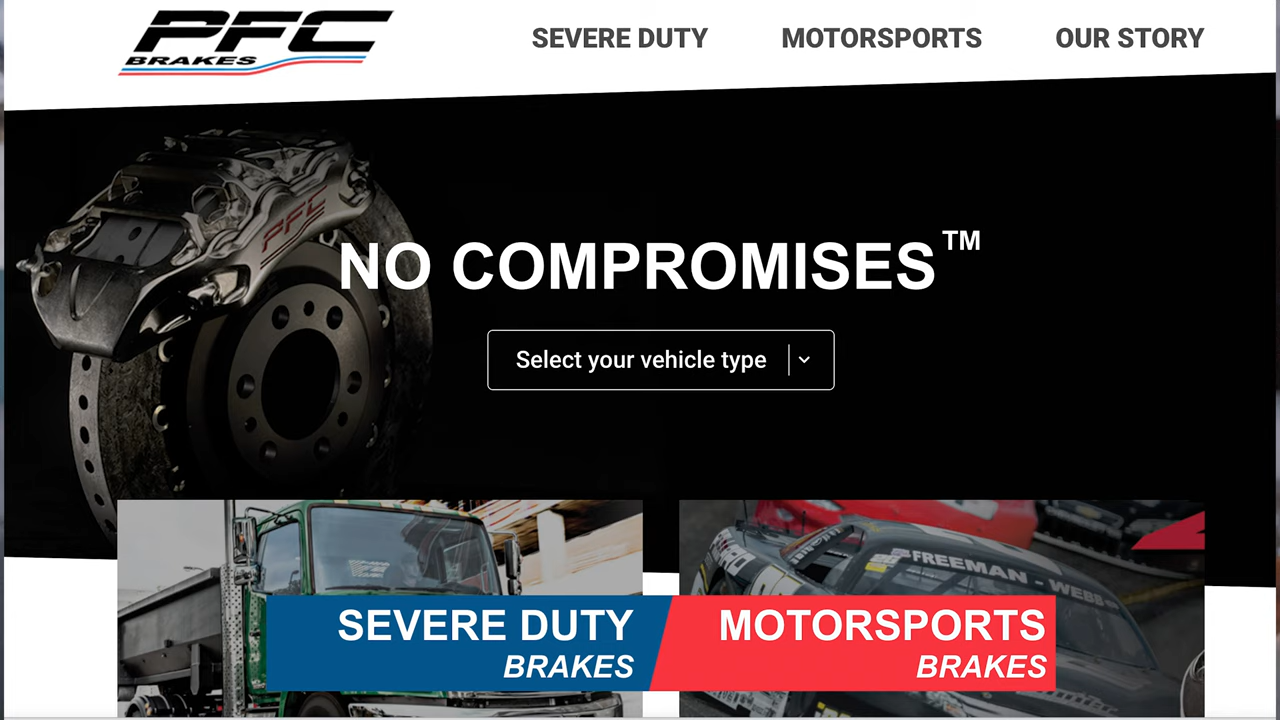 PFC
BRAKES
SEVERE DUTY
MOTORSPORTS
OUR STORY
PFC
NO COMPROMISES™
Select your vehicle type
FREEMAN - WEBB
SEVERE DUTY
BRAKES
MOTORSPORTS
BRAKES